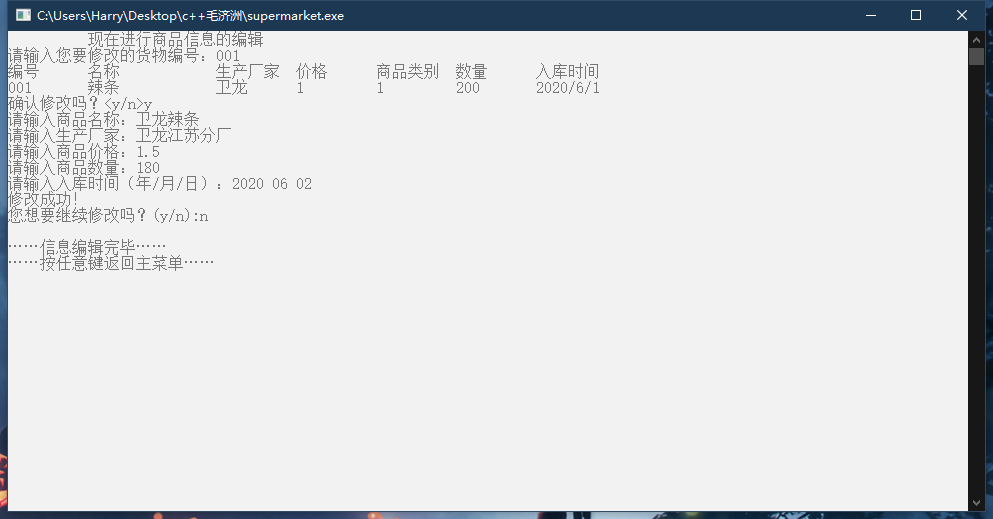 C:\Users\Harry\Desktop\c++毛济洲\supermarket.exe
现在进行商品信息的编辑
请输入您要修改的货物编号：001
编号 名称 生产厂家 价格 商品类别 数量 入库时间
001 辣条 卫龙 1 1 200 2020/6/1
确认修改吗？<y/n>y
请输入商品名称：卫龙辣条
请输入生产厂家：卫龙江苏分厂
请输入商品价格：1.5
请输入商品数量：180
请输入入库时间（年/月/日）：2020 06 02
修改成功！
您想要继续修改吗？(y/n):n
……信息编辑完毕……
……按任意键返回主菜单……